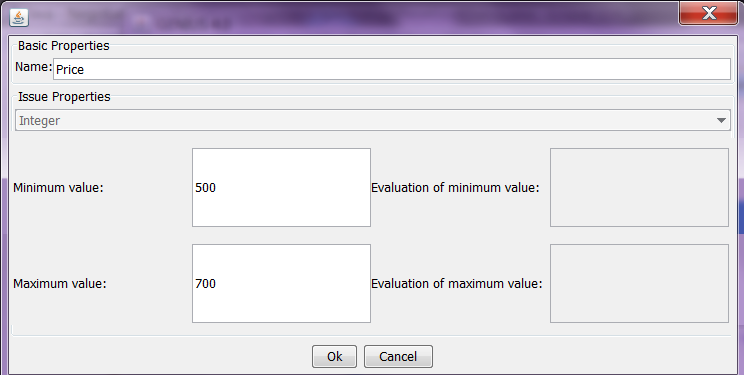 Basic Properties
Name: Price
Issue Properties
Integer
Minimum value: 500 Evaluation of minimum value:
Maximum value: 700 Evaluation of maximum value:
Ok Cancel